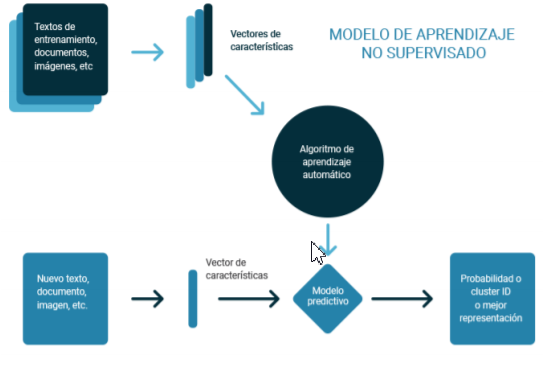 Textos de
entrenamiento,
documentos,
imágenes, etc
Vectores de
características
MODELO DE APRENDIZAJE
NO SUPERVISADO
Algoritmo de
aprendizaje
automático
Nuevo texto,
documento,
imagen, etc.
Vector de
características
Modelo
predictivo
Probabilidad o
cluster ID
o mejor
representación